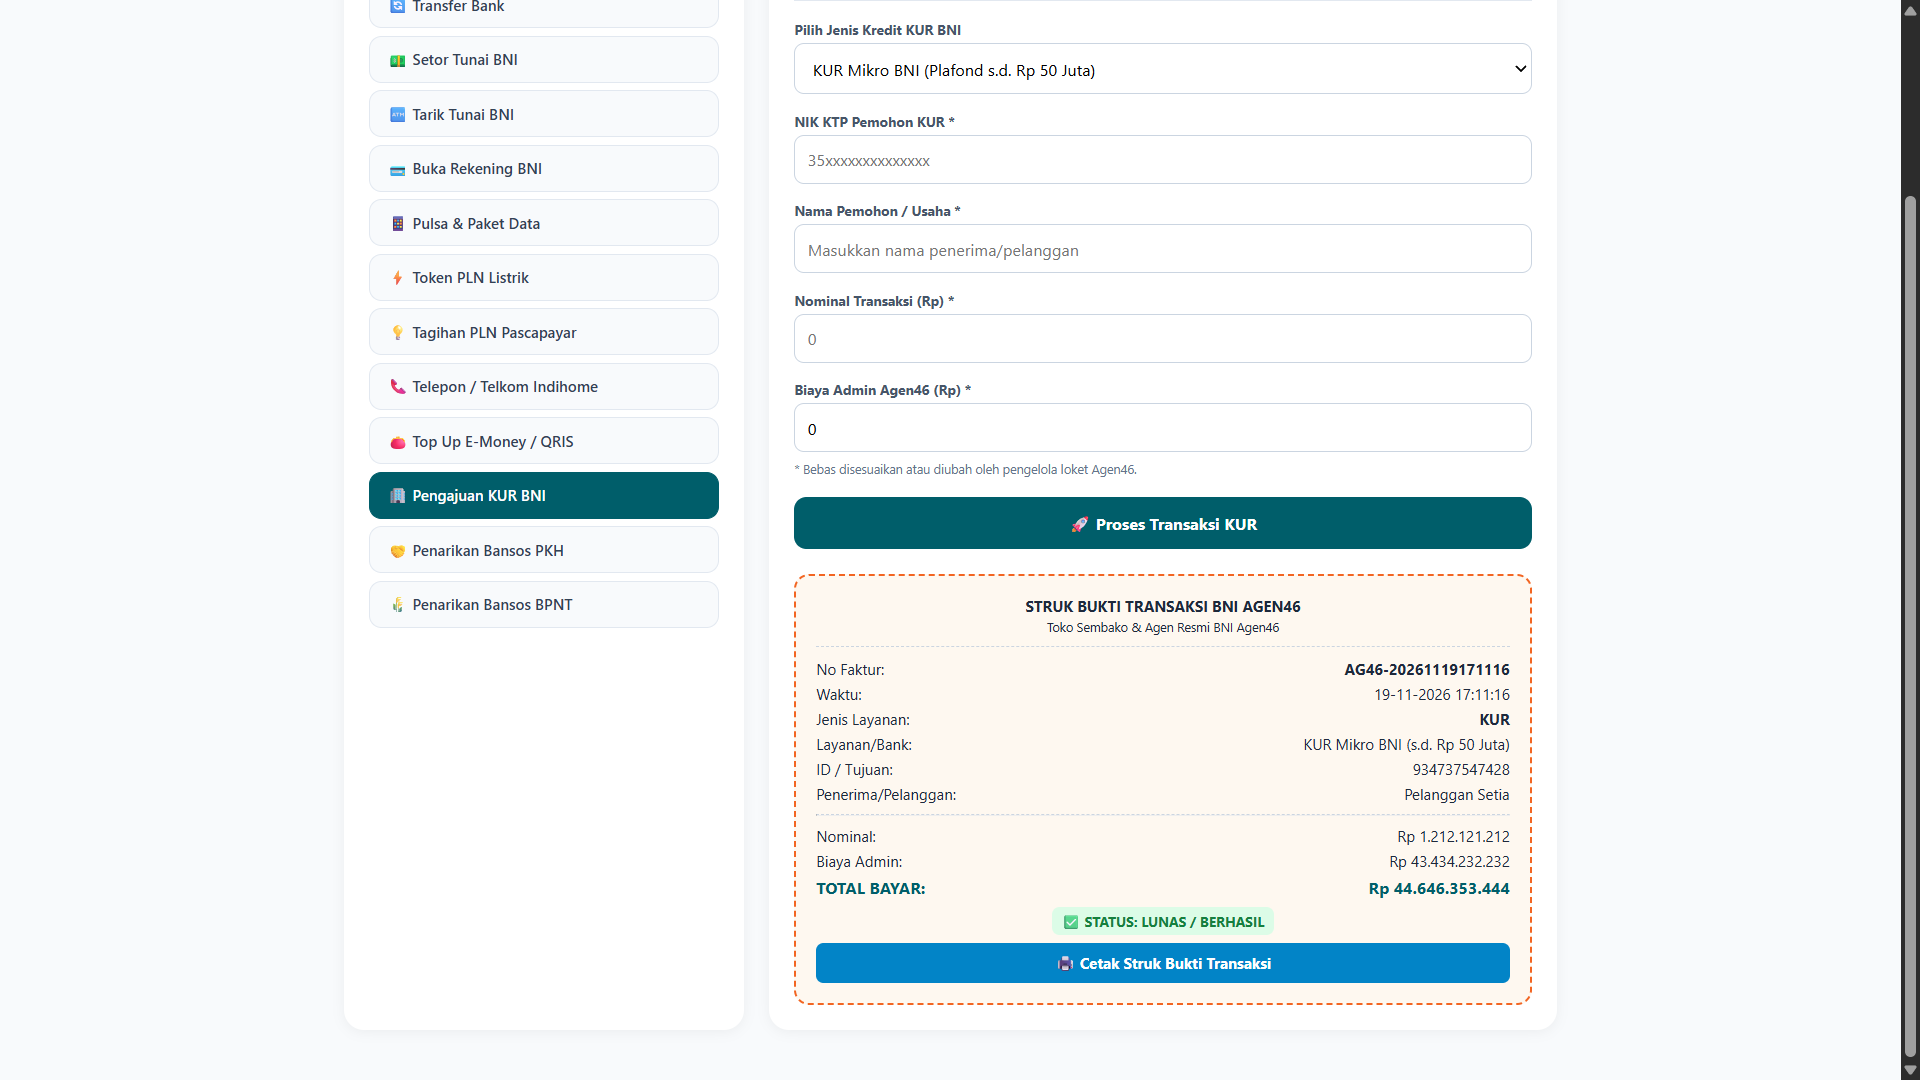 Transfer Bank
Setor Tunai BNI
Tarik Tunai BNI
Buka Rekening BNI
Pulsa & Paket Data
Token PLN Listrik
Tagihan PLN Pascapayar
Telepon / Telkom Indihome
Top Up E-Money / QRIS
Pengajuan KUR BNI
Penarikan Bansos PKH
Penarikan Bansos BPNT
Pilih Jenis Kredit KUR BNI
KUR Mikro BNI (Plafond s.d. Rp 50 Juta)
NIK KTP Pemohon KUR *
35xxxxxxxxxxxxxx
Nama Pemohon / Usaha *
Masukkan nama penerima/pelanggan
Nominal Transaksi (Rp) *
0
Biaya Admin Agen46 (Rp) *
0
* Bebas disesuaikan atau diubah oleh pengelola loket Agen46.
Proses Transaksi KUR
STRUK BUKTI TRANSAKSI BNI AGEN46
Toko Sembako & Agen Resmi BNI Agen46
No Faktur: AG46-20261119171116
Waktu: 19-11-2026 17:11:16
Jenis Layanan: KUR
Layanan/Bank: KUR Mikro BNI (s.d. Rp 50 Juta)
ID / Tujuan: 934737547428
Penerima/Pelanggan: Pelanggan Setia
Nominal: Rp 1.212.121.212
Biaya Admin: Rp 43.434.232.232
TOTAL BAYAR: Rp 44.646.353.444
STATUS: LUNAS / BERHASIL
Cetak Struk Bukti Transaksi